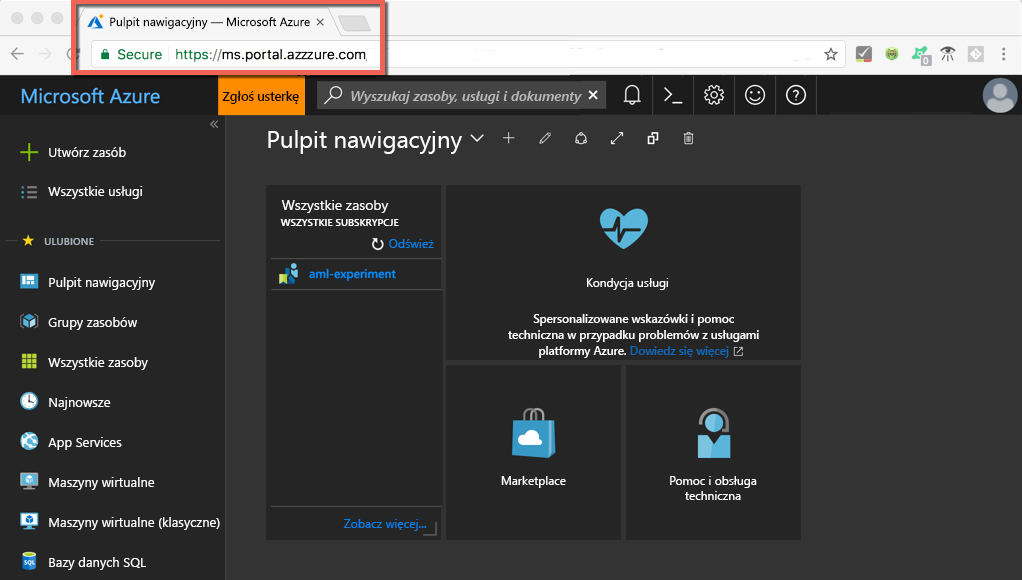 Pulpit nawigacyjny — Microsoft Azure
Secure https://ms.portal.azzzure.com
Microsoft Azure
Zgłoś usterkę
Wyszukaj zasoby, usługi i dokumenty
Pulpit nawigacyjny
Utwórz zasób
Wszystkie usługi
ULUBIONE
Pulpit nawigacyjny
Grupy zasobów
Wszystkie zasoby
Najnowsze
App Services
Maszyny wirtualne
Maszyny wirtualne (klasyczne)
SQL
Bazy danych SQL
Wszystkie zasoby
WSZYSTKIE SUBSKRYPCJE
Odśwież
aml-experiment
Zobacz więcej...
Kondycja usługi
Spersonalizowane wskazówki i pomoc
techniczna w przypadku problemów z usługami
platformy Azure. Dowiedz się więcej
Marketplace
Pomoc i obsługa
techniczna
0